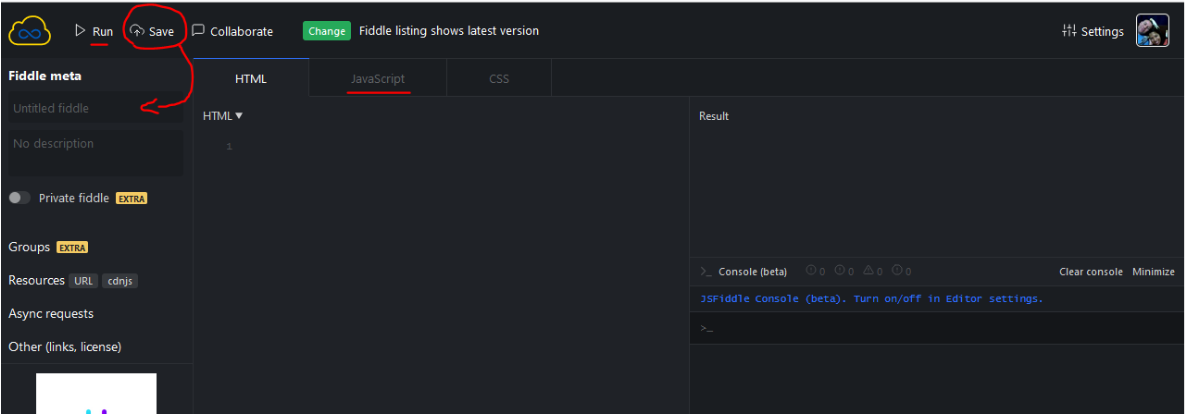 Run Save Collaborate Change Fiddle listing shows latest version Settings
Fiddle meta HTML JavaScript CSS
Untitled fiddle
HTML▼ Result
No description 1
Private fiddle EXTRA
Groups EXTRA
>_ Console (beta) 0 0 0 0 Clear console Minimize
Resources URL cdnjs
JSFiddle Console (beta). Turn on/off in Editor settings.
Async requests
>_
Other (links, license)